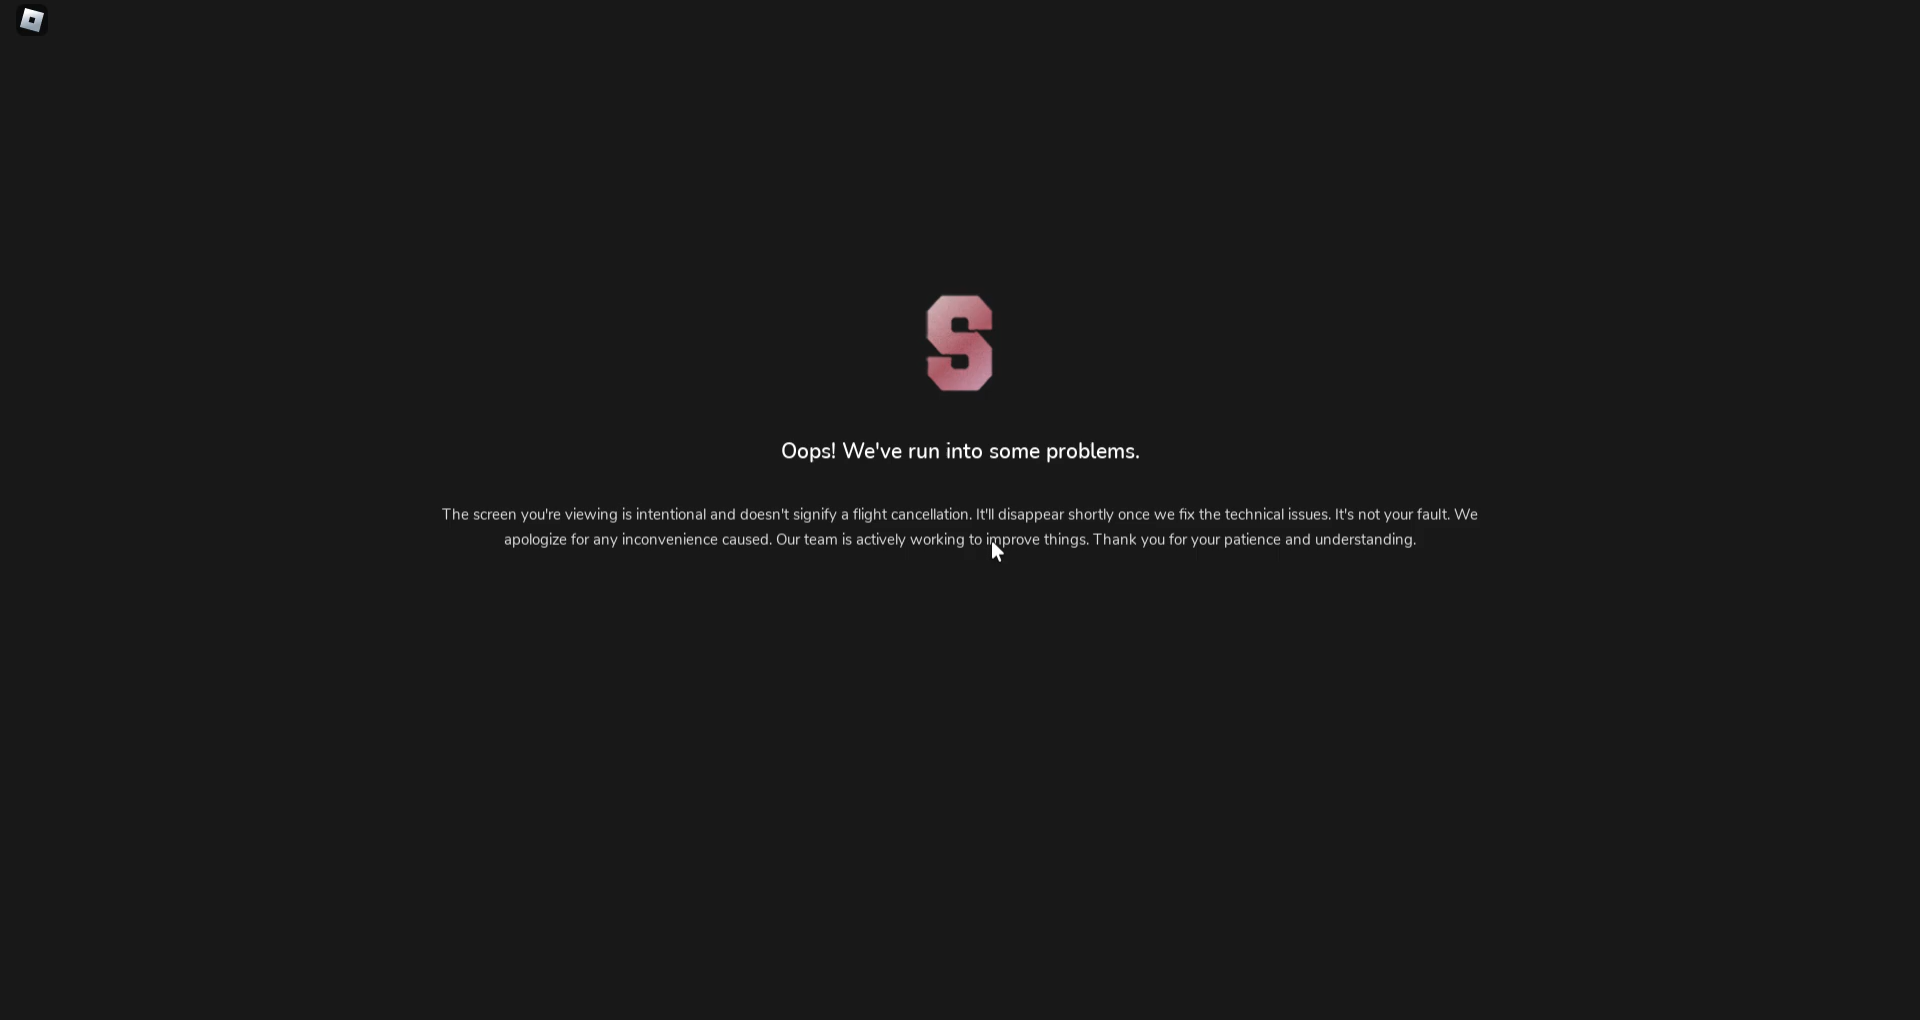 S
Oops! We've run into some problems.
The screen you're viewing is intentional and doesn't signify a flight cancellation. It'll disappear shortly once we fix the technical issues. It's not your fault. We
apologize for any inconvenience caused. Our team is actively working to improve things. Thank you for your patience and understanding.